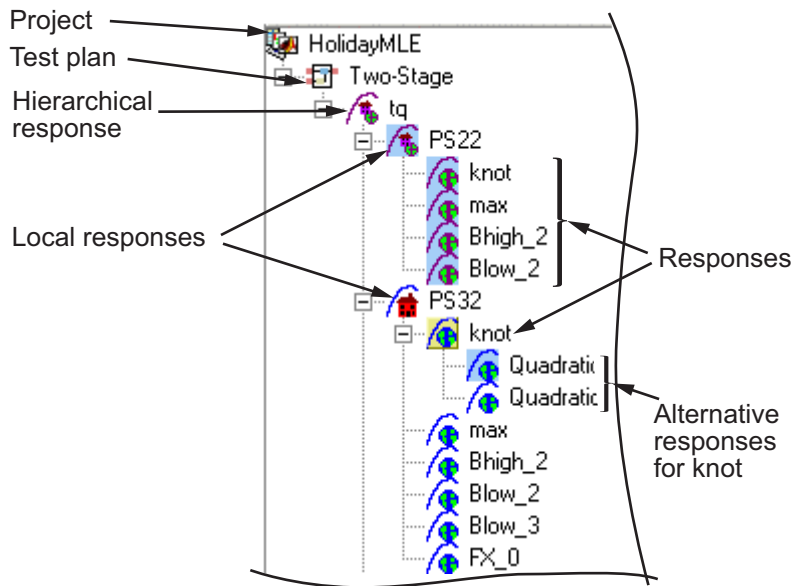 Project
HolidayMLE
Test plan
Two-Stage
Hierarchical
response
tq
PS22
knot
max
Bhigh_2
Blow_2
Local responses
Responses
PS32
knot
Quadratic
Quadratic
Alternative
responses
for knot
max
Bhigh_2
Blow_2
Blow_3
FX_0